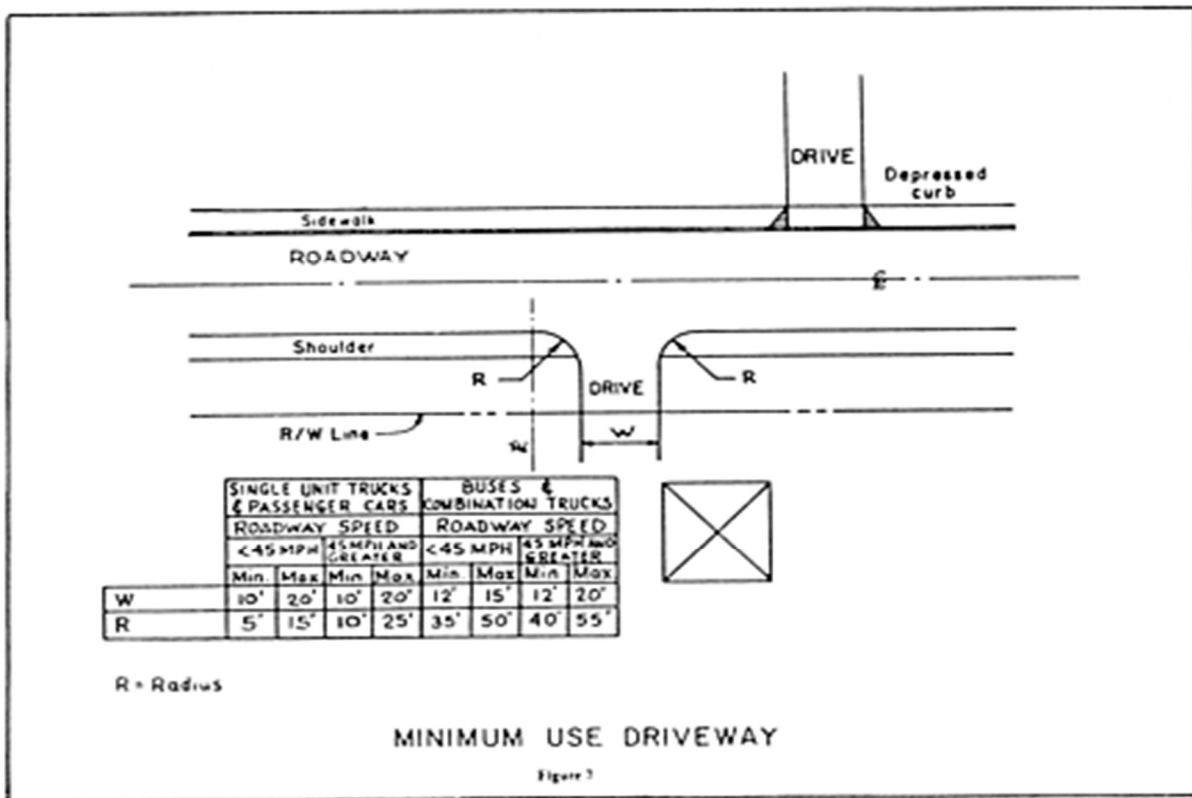 DRIVE
Depressed
curb
Sidewalk
ROADWAY
Shoulder
R
R
DRIVE
R/W Line
W
SINGLE UNIT TRUCKS BUSES &
& PASSENGER CARS COMBINATION TRUCKS
ROADWAY SPEED ROADWAY SPEED
<45 MPH 45 MPH AND <45 MPH 45 MPH AND
GREATER GREATER
Min. Max Min Max Min. Max Min Max
W 10' 20' 10' 20' 12' 15' 12' 20'
R 5' 15' 10' 25' 35' 50' 40' 55'
R = Radius
MINIMUM USE DRIVEWAY